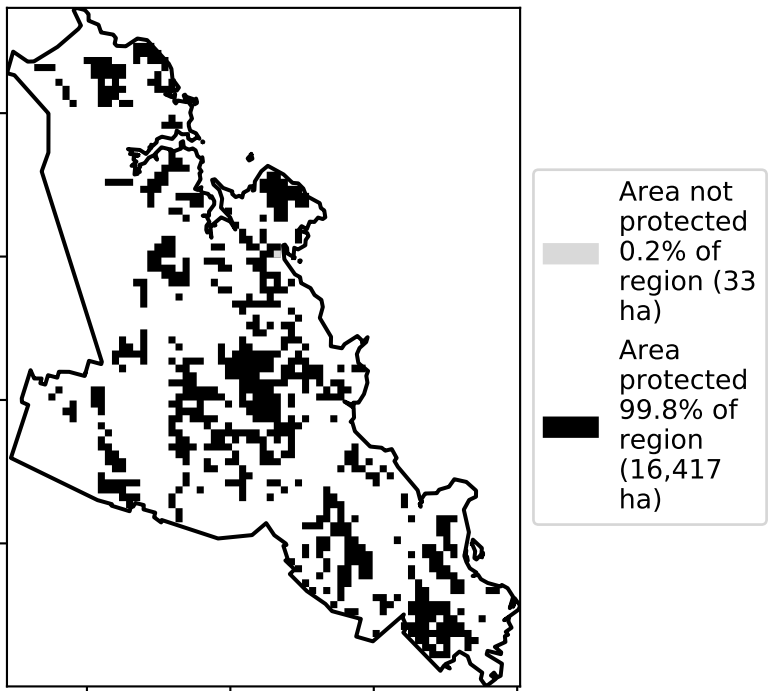 Area not
protected
0.2% of
region (33
ha)
Area
protected
99.8% of
region
(16,417
ha)